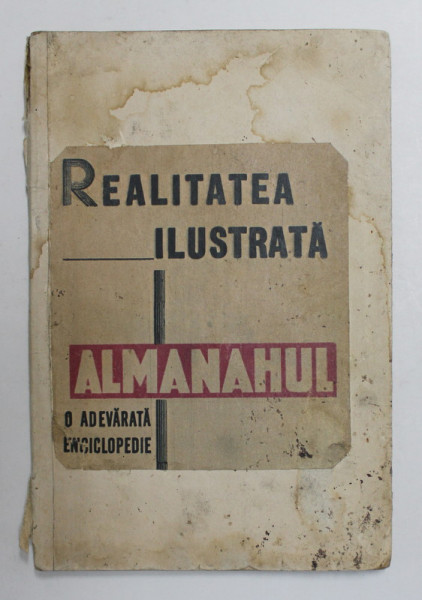 REALITATEA
ILUSTRATĂ
ALMANAHUL
O ADEVĂRATĂ
ENCICLOPEDIE